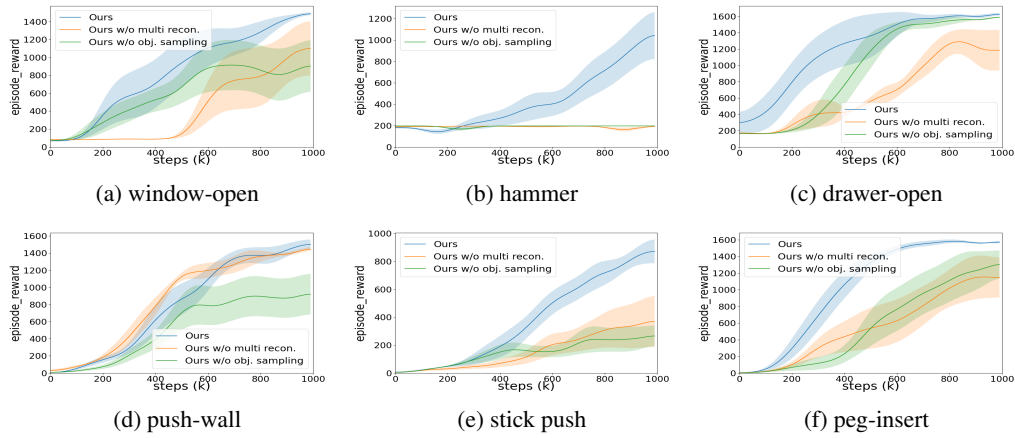 1400
1200
1000
800
600
400
200
0
episode_reward
Ours
Ours w/o multi recon.
Ours w/o obj. sampling
0 200 400 600 800 1000
steps (k)
(a) window-open
1200
1000
800
600
400
200
0
episode_reward
Ours
Ours w/o multi recon.
Ours w/o obj. sampling
0 200 400 600 800 1000
steps (k)
(b) hammer
1600
1400
1200
1000
800
600
400
200
0
episode_reward
Ours
Ours w/o multi recon.
Ours w/o obj. sampling
0 200 400 600 800 1000
steps (k)
(c) drawer-open
1600
1400
1200
1000
800
600
400
200
0
episode_reward
Ours
Ours w/o multi recon.
Ours w/o obj. sampling
0 200 400 600 800 1000
steps (k)
(d) push-wall
1000
800
600
400
200
0
episode_reward
Ours
Ours w/o multi recon.
Ours w/o obj. sampling
0 200 400 600 800 1000
steps (k)
(e) stick push
1600
1400
1200
1000
800
600
400
200
0
episode_reward
Ours
Ours w/o multi recon.
Ours w/o obj. sampling
0 200 400 600 800 1000
steps (k)
(f) peg-insert